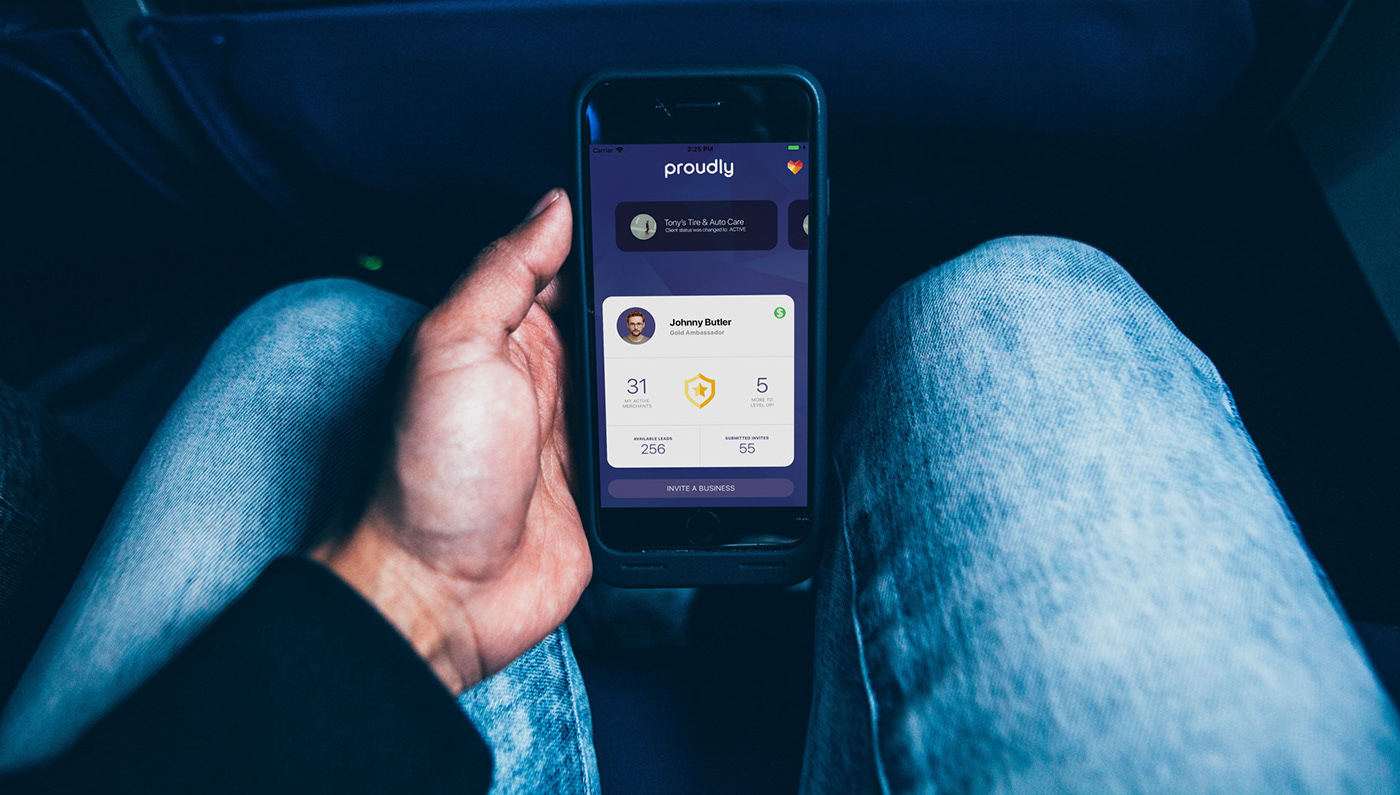 Carrier
2:25 PM
proudly
Tony's Tire & Auto Care
Client status was changed to: ACTIVE
$
Johnny Butler
Gold Ambassador
31
MY ACTIVE
MERCHANTS
5
MORE TO
LEVEL UP!
AVAILABLE LEADS
256
SUBMITTED INVITES
55
INVITE A BUSINESS